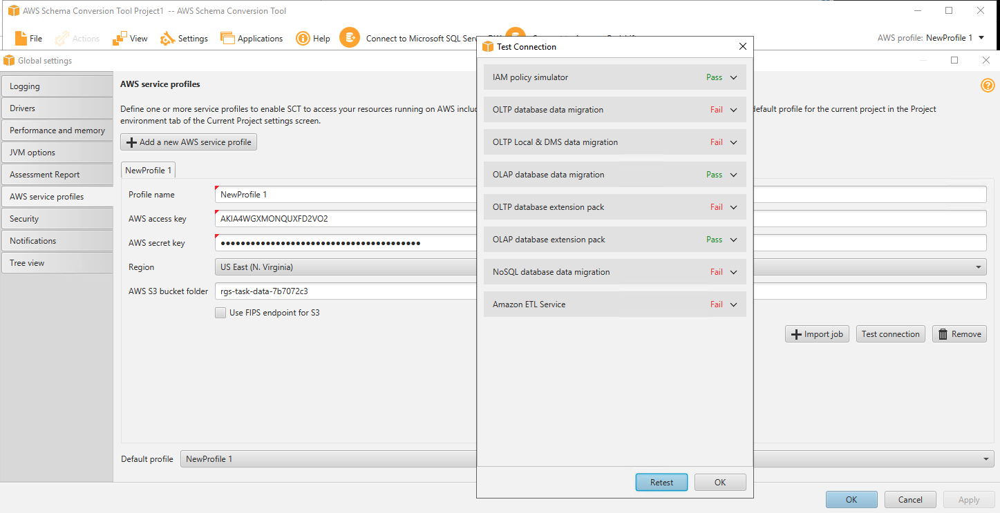 AWS Schema Conversion Tool Project1 -- AWS Schema Conversion Tool
File Actions View Settings Applications Help Connect to Microsoft SQL Serv
AWS profile: NewProfile 1
Global settings
Logging
Drivers
Performance and memory
JVM options
Assessment Report
AWS service profiles
Security
Notifications
Tree view
AWS service profiles
Define one or more service profiles to enable SCT to access your resources running on AWS inclu
default profile for the current project in the Project
environment tab of the Current Project settings screen.
Add a new AWS service profile
NewProfile 1
Profile name NewProfile 1
AWS access key AKIA4WGXMONQUXFD2VO2
AWS secret key ●●●●●●●●●●●●●●●●●●●●●●●●●●●●●●●●●●●●●●●●
Region US East (N. Virginia)
AWS S3 bucket folder rgs-task-data-7b7072c3
Use FIPS endpoint for S3
Import job Test connection Remove
Default profile NewProfile 1
OK Cancel Apply
Test Connection
IAM policy simulator Pass
OLTP database data migration Fail
OLTP Local & DMS data migration Fail
OLAP database data migration Pass
OLTP database extension pack Fail
OLAP database extension pack Pass
NoSQL database data migration Fail
Amazon ETL Service Fail
Retest OK